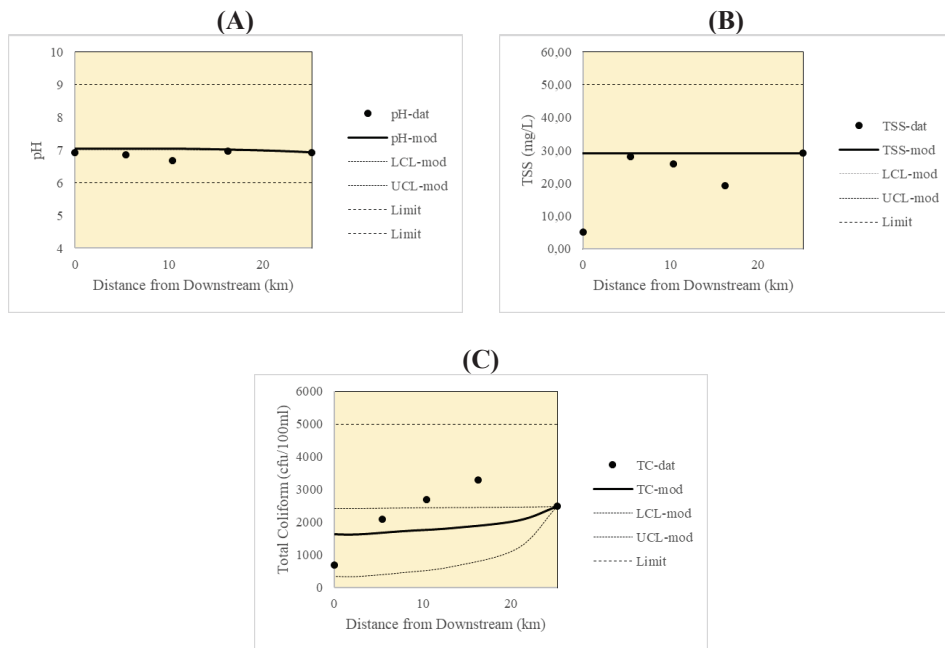 (A)
10
9
8
7
6
5
4
pH
0
10
20
Distance from Downstream (km)
pH-dat
pH-mod
LCL-mod
UCL-mod
Limit
Limit
(B)
60,00
50,00
40,00
30,00
20,00
10,00
0,00
TSS (mg/L)
0
10
20
Distance from Downstream (km)
TSS-dat
TSS-mod
LCL-mod
UCL-mod
Limit
(C)
6000
5000
4000
3000
2000
1000
0
Total Coliform (cfu/100ml)
0
10
20
Distance from Downstream (km)
TC-dat
TC-mod
LCL-mod
UCL-mod
Limit